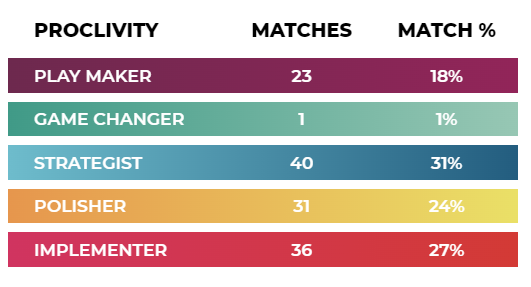 PROCLIVITY MATCHES MATCH %
PLAY MAKER 23 18%
GAME CHANGER 1 1%
STRATEGIST 40 31%
POLISHER 31 24%
IMPLEMENTER 36 27%